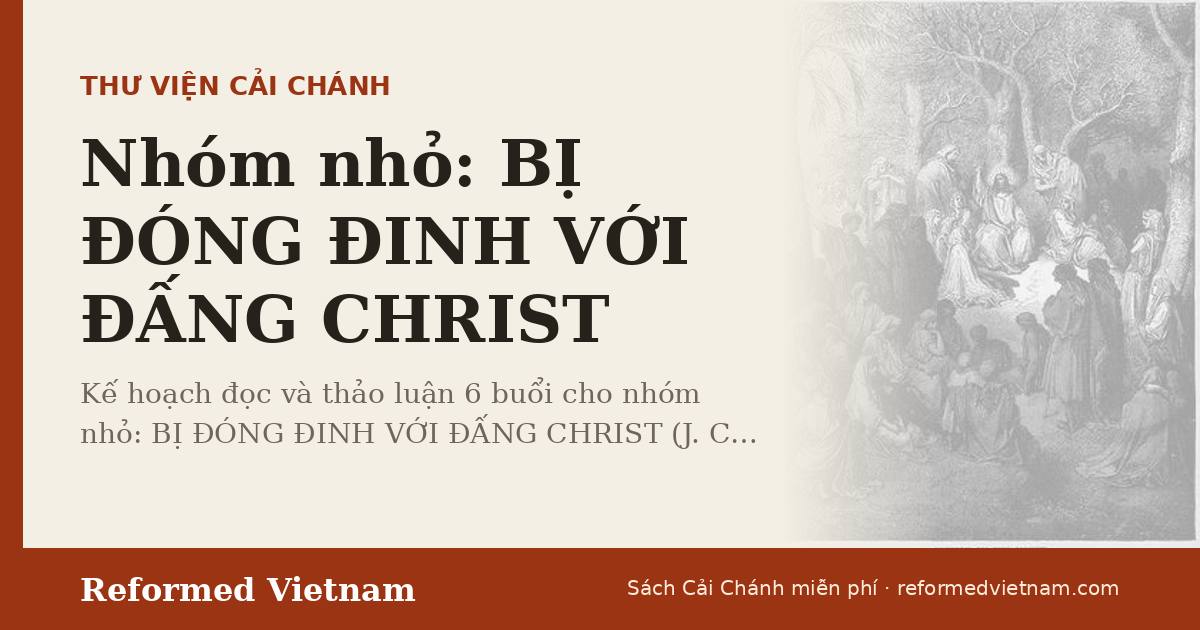 THƯ VIỆN CẢI CHÁNH
Nhóm nhỏ: BỊ
ĐÓNG ĐINH VỚI
ĐẤNG CHRIST
Kế hoạch đọc và thảo luận 6 buổi cho nhóm
nhỏ: BỊ ĐÓNG ĐINH VỚI ĐẤNG CHRIST (J. C...
Reformed Vietnam
Sách Cải Chánh miễn phí · reformedvietnam.com